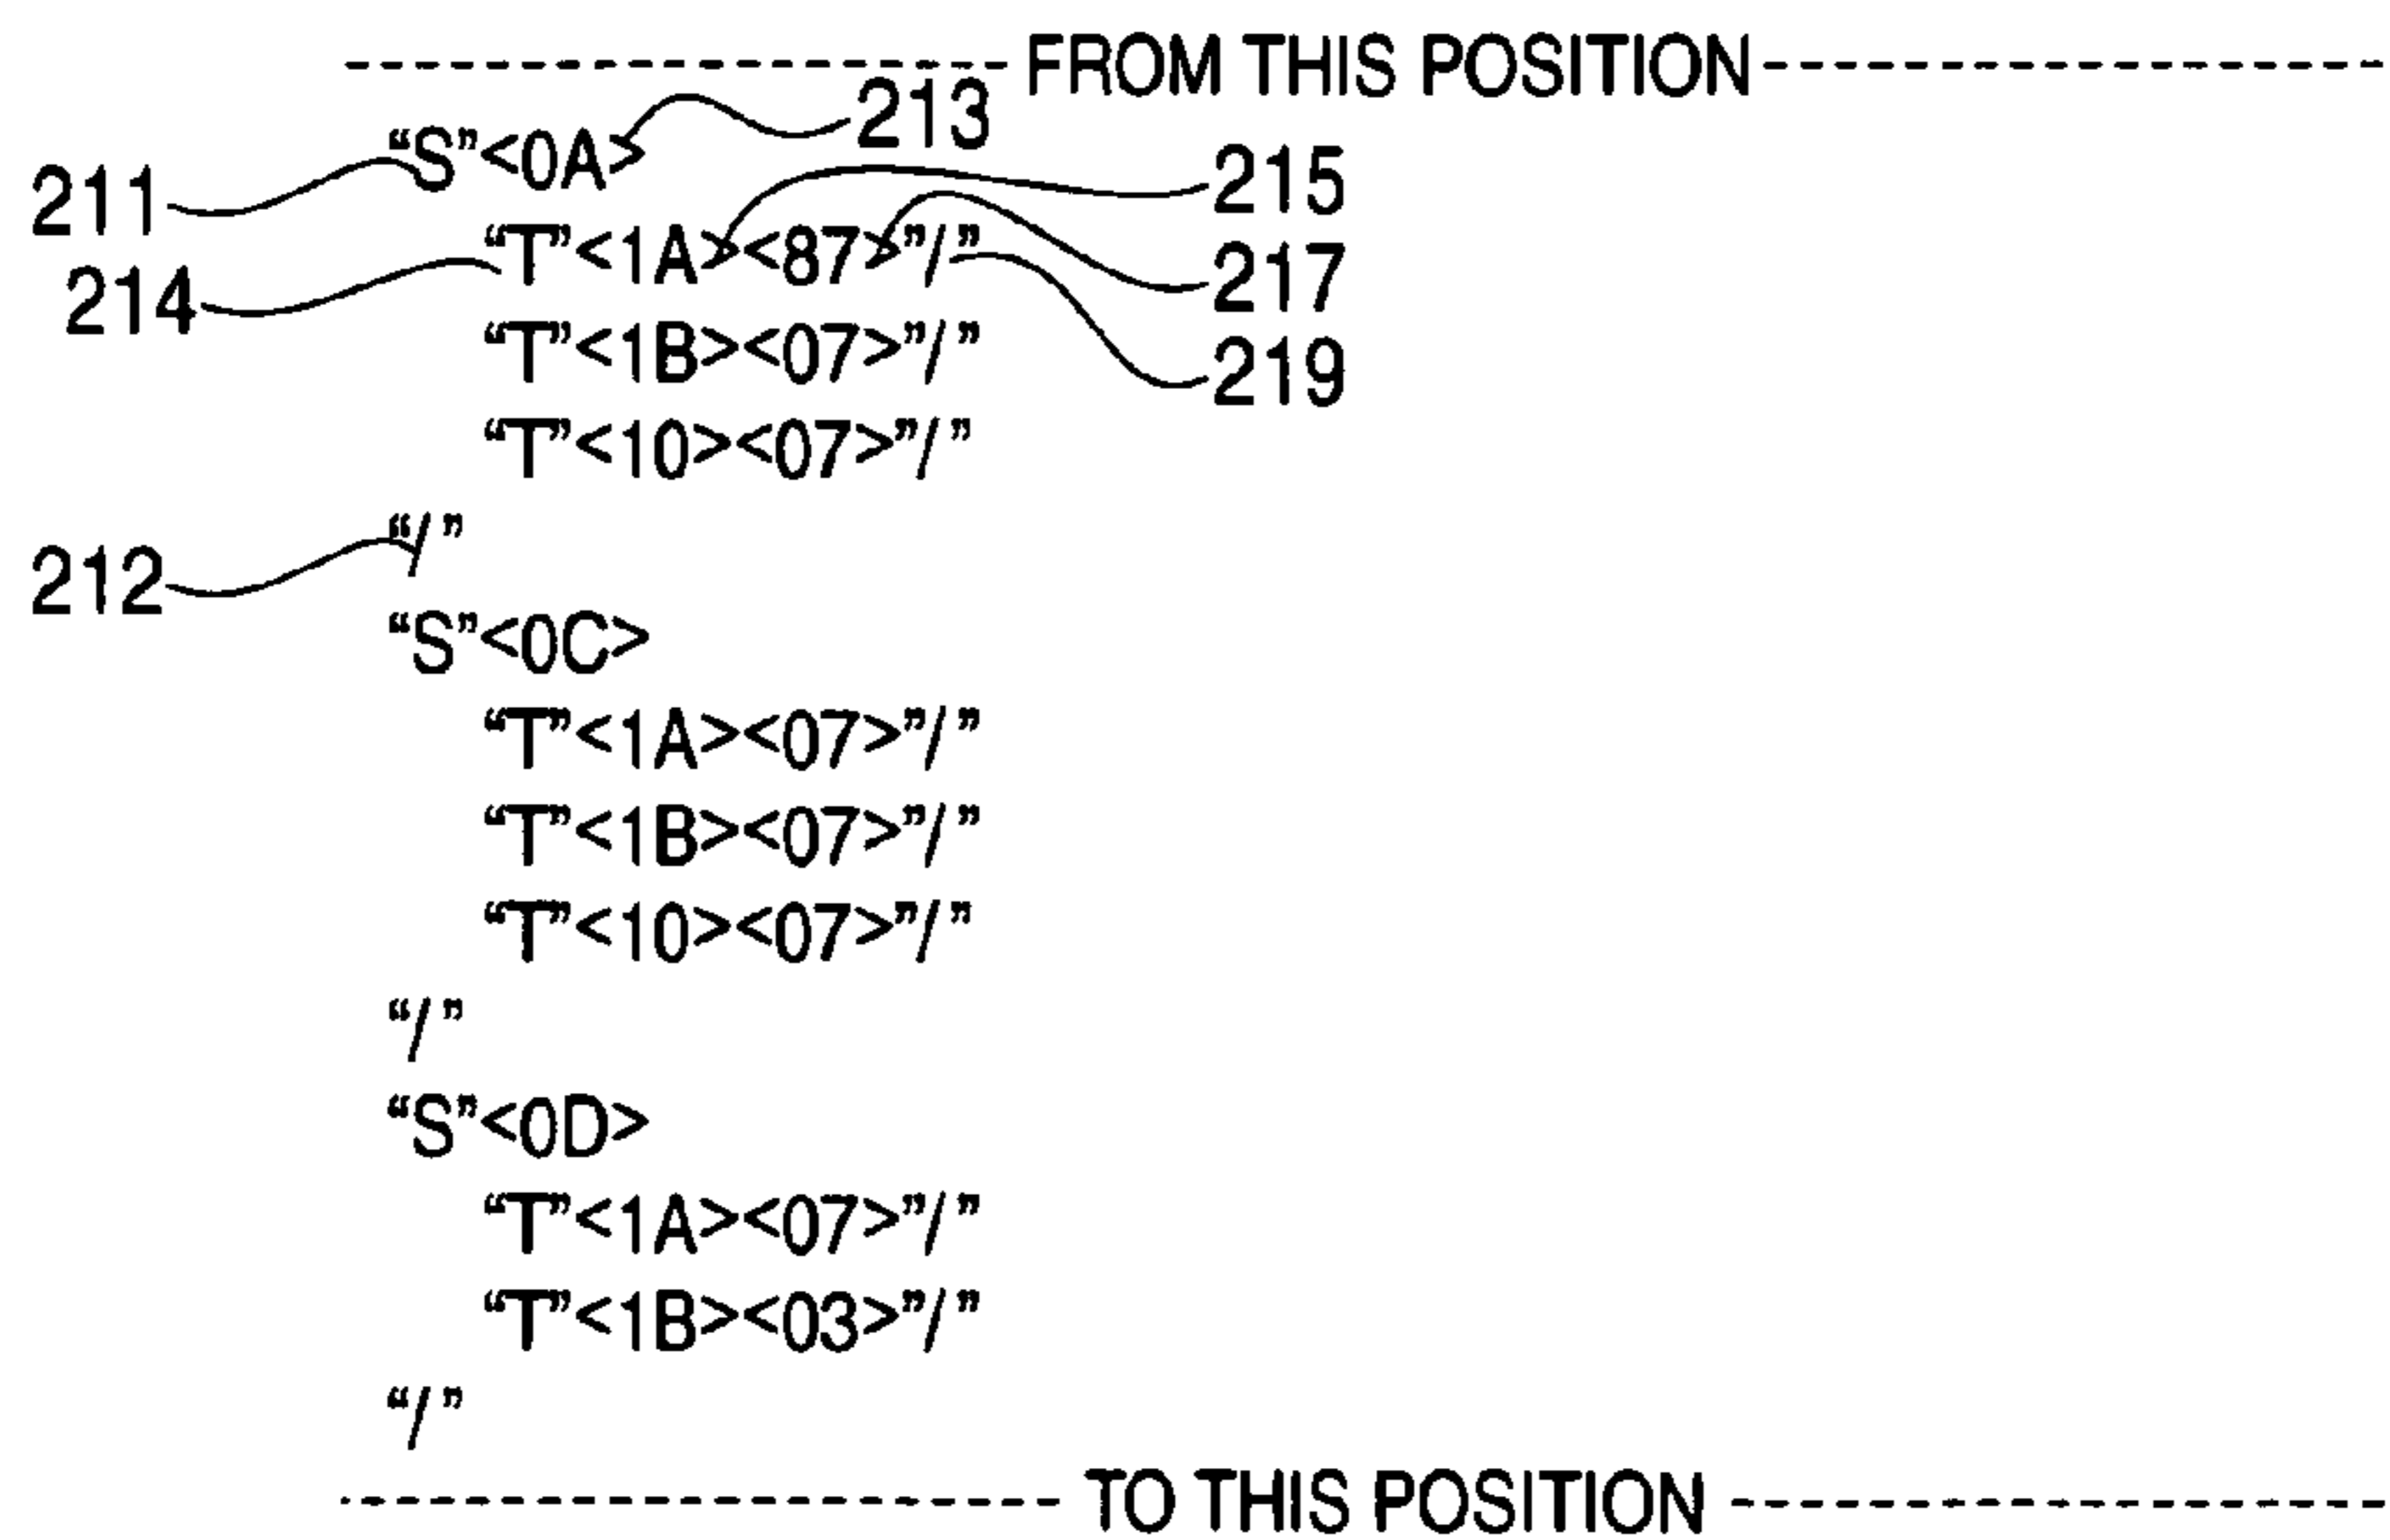 FROM THIS POSITION
213
“S”<0A>
211
215
“T”<1A><87>”/”
214
217
“T”<1B><07>”/”
219
“T”<10><07>”/”
“/”
212
“S”<0C>
“T”<1A><07>”/”
“T”<1B><07>”/”
“T”<10><07>”/”
“/”
“S”<0D>
“T”<1A><07>”/”
“T”<1B><03>”/”
“/”
TO THIS POSITION